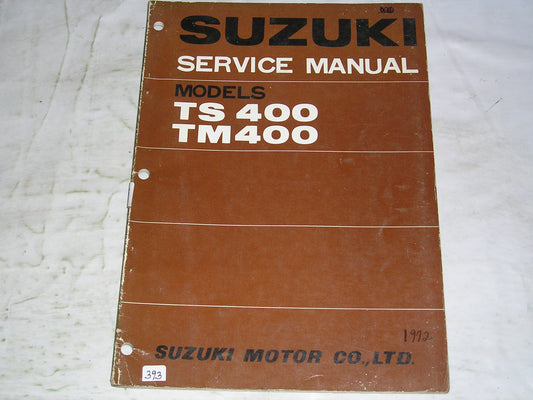 SUZUKI
SERVICE MANUAL
MODELS
TS 400
TM400
1972
SUZUKI MOTOR CO.,LTD.
393